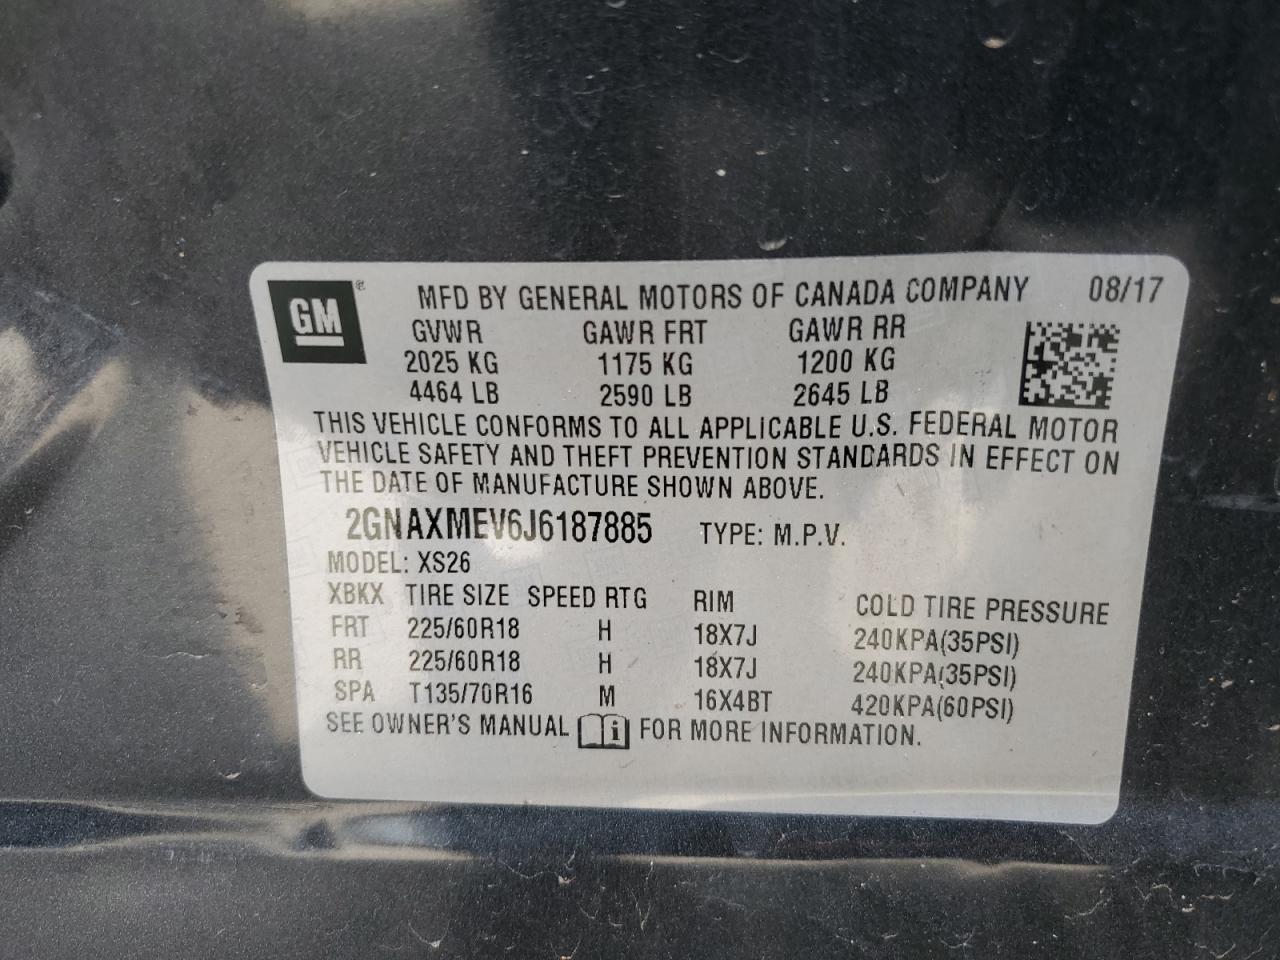 GM ® MFD BY GENERAL MOTORS OF CANADA COMPANY 08/17
GVWR GAWR FRT GAWR RR
2025 KG 1175 KG 1200 KG
4464 LB 2590 LB 2645 LB
THIS VEHICLE CONFORMS TO ALL APPLICABLE U.S. FEDERAL MOTOR
VEHICLE SAFETY AND THEFT PREVENTION STANDARDS IN EFFECT ON
THE DATE OF MANUFACTURE SHOWN ABOVE.
2GNAXMEV6J6187885 TYPE: M.P.V.
MODEL: XS26
XBKX TIRE SIZE SPEED RTG RIM COLD TIRE PRESSURE
FRT 225/60R18 H 18X7J 240KPA(35PSI)
RR 225/60R18 H 18X7J 240KPA(35PSI)
SPA T135/70R16 M 16X4BT 420KPA(60PSI)
SEE OWNER'S MANUAL i FOR MORE INFORMATION.